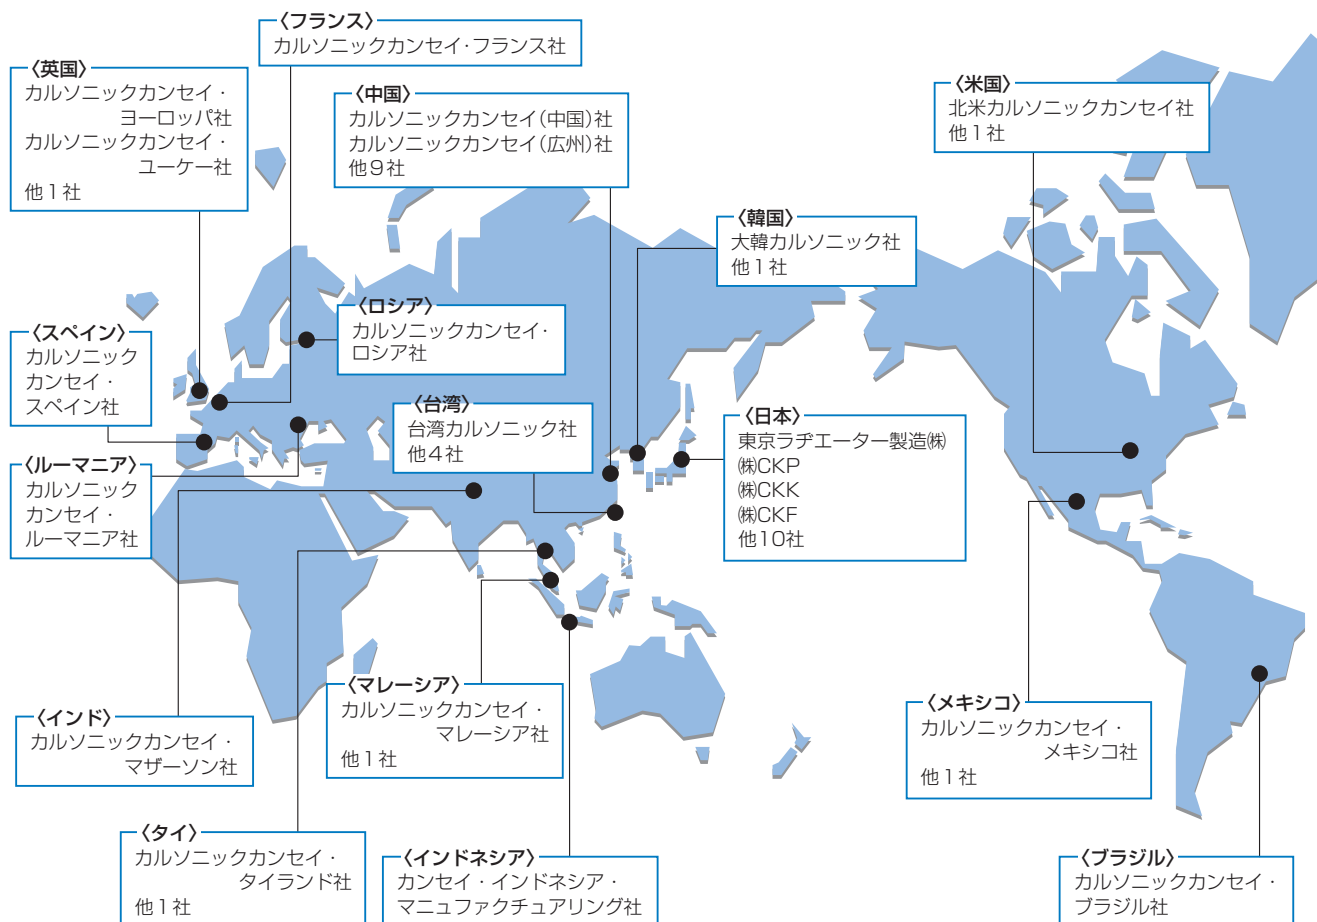 〈フランス〉
カルソニックカンセイ・フランス社
〈英国〉
カルソニックカンセイ・
ヨーロッパ社
カルソニックカンセイ・
ユーケー社
他1社
〈中国〉
カルソニックカンセイ(中国)社
カルソニックカンセイ(広州)社
他9社
〈米国〉
北米カルソニックカンセイ社
他1社
〈韓国〉
大韓カルソニック社
他1社
〈ロシア〉
カルソニックカンセイ・
ロシア社
〈スペイン〉
カルソニック
カンセイ・
スペイン社
〈台湾〉
台湾カルソニック社
他4社
〈日本〉
東京ラヂエーター製造㈱
㈱CKP
㈱CKK
㈱CKF
他10社
〈ルーマニア〉
カルソニック
カンセイ・
ルーマニア社
〈インド〉
カルソニックカンセイ・
マザーソン社
〈マレーシア〉
カルソニックカンセイ・
マレーシア社
他1社
〈メキシコ〉
カルソニックカンセイ・
メキシコ社
他1社
〈タイ〉
カルソニックカンセイ・
タイランド社
他1社
〈インドネシア〉
カンセイ・インドネシア・
マニュファクチュアリング社
〈ブラジル〉
カルソニックカンセイ・
ブラジル社